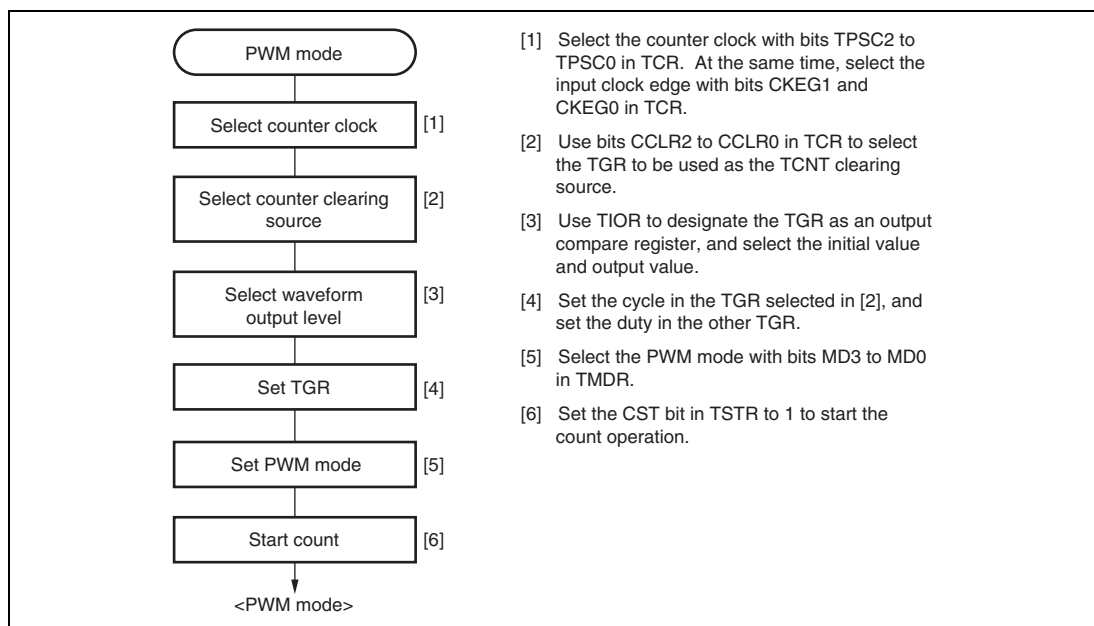 PWM mode
Select counter clock
[1]
Select counter clearing
source
[2]
Select waveform
output level
[3]
Set TGR
[4]
Set PWM mode
[5]
Start count
[6]
<PWM mode>
[1] Select the counter clock with bits TPSC2 to
TPSC0 in TCR. At the same time, select the
input clock edge with bits CKEG1 and
CKEG0 in TCR.
[2] Use bits CCLR2 to CCLR0 in TCR to select
the TGR to be used as the TCNT clearing
source.
[3] Use TIOR to designate the TGR as an output
compare register, and select the initial value
and output value.
[4] Set the cycle in the TGR selected in [2], and
set the duty in the other TGR.
[5] Select the PWM mode with bits MD3 to MD0
in TMDR.
[6] Set the CST bit in TSTR to 1 to start the
count operation.